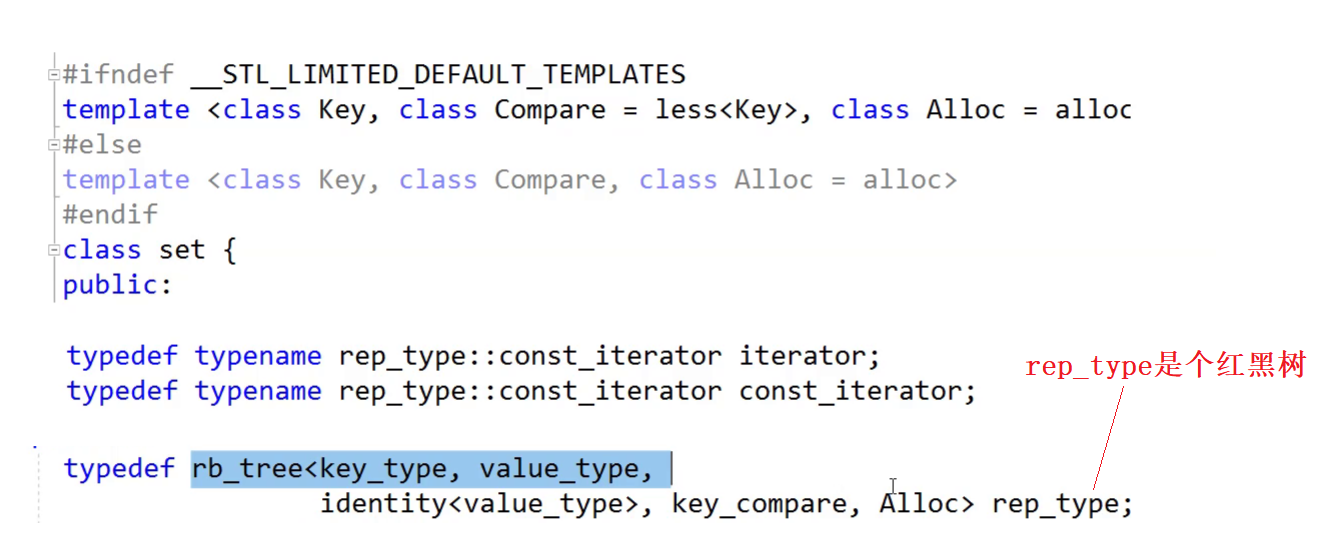 #ifndef __STL_LIMITED_DEFAULT_TEMPLATES
template <class Key, class Compare = less<Key>, class Alloc = alloc
#else
template <class Key, class Compare, class Alloc = alloc>
#endif
class set {
public:
typedef typename rep_type::const_iterator iterator;
typedef typename rep_type::const_iterator const_iterator;
rep_type是个红黑树
typedef rb_tree<key_type, value_type,
identity<value_type>, key_compare, Alloc> rep_type;